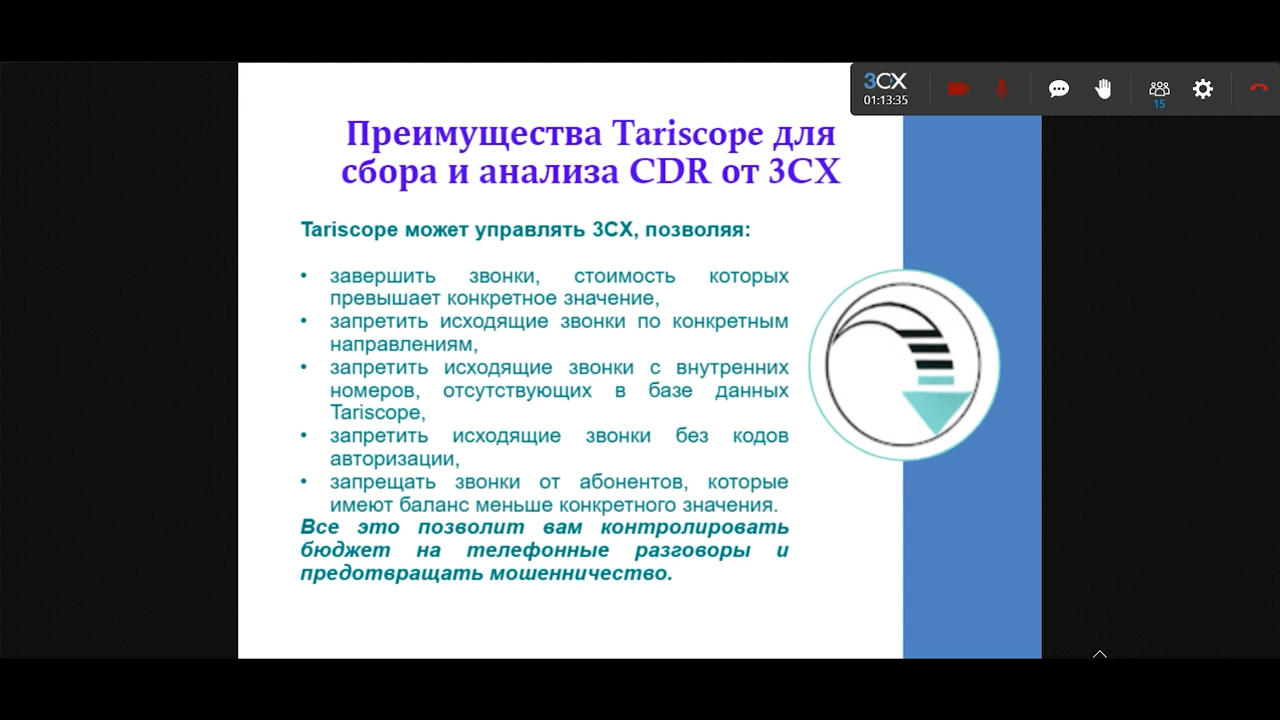 3CX
01:13:35
15
Преимущества Tariscope для
сбора и анализа CDR от 3CX
Tariscope может управлять 3CX, позволяя:
• завершить звонки, стоимость которых
превышает конкретное значение,
• запретить исходящие звонки по конкретным
направлениям,
• запретить исходящие звонки с внутренних
номеров, отсутствующих в базе данных
Tariscope,
• запретить исходящие звонки без кодов
авторизации,
• запрещать звонки от абонентов, которые
имеют баланс меньше конкретного значения.
Все это позволит вам контролировать
бюджет на телефонные разговоры и
предотвращать мошенничество.